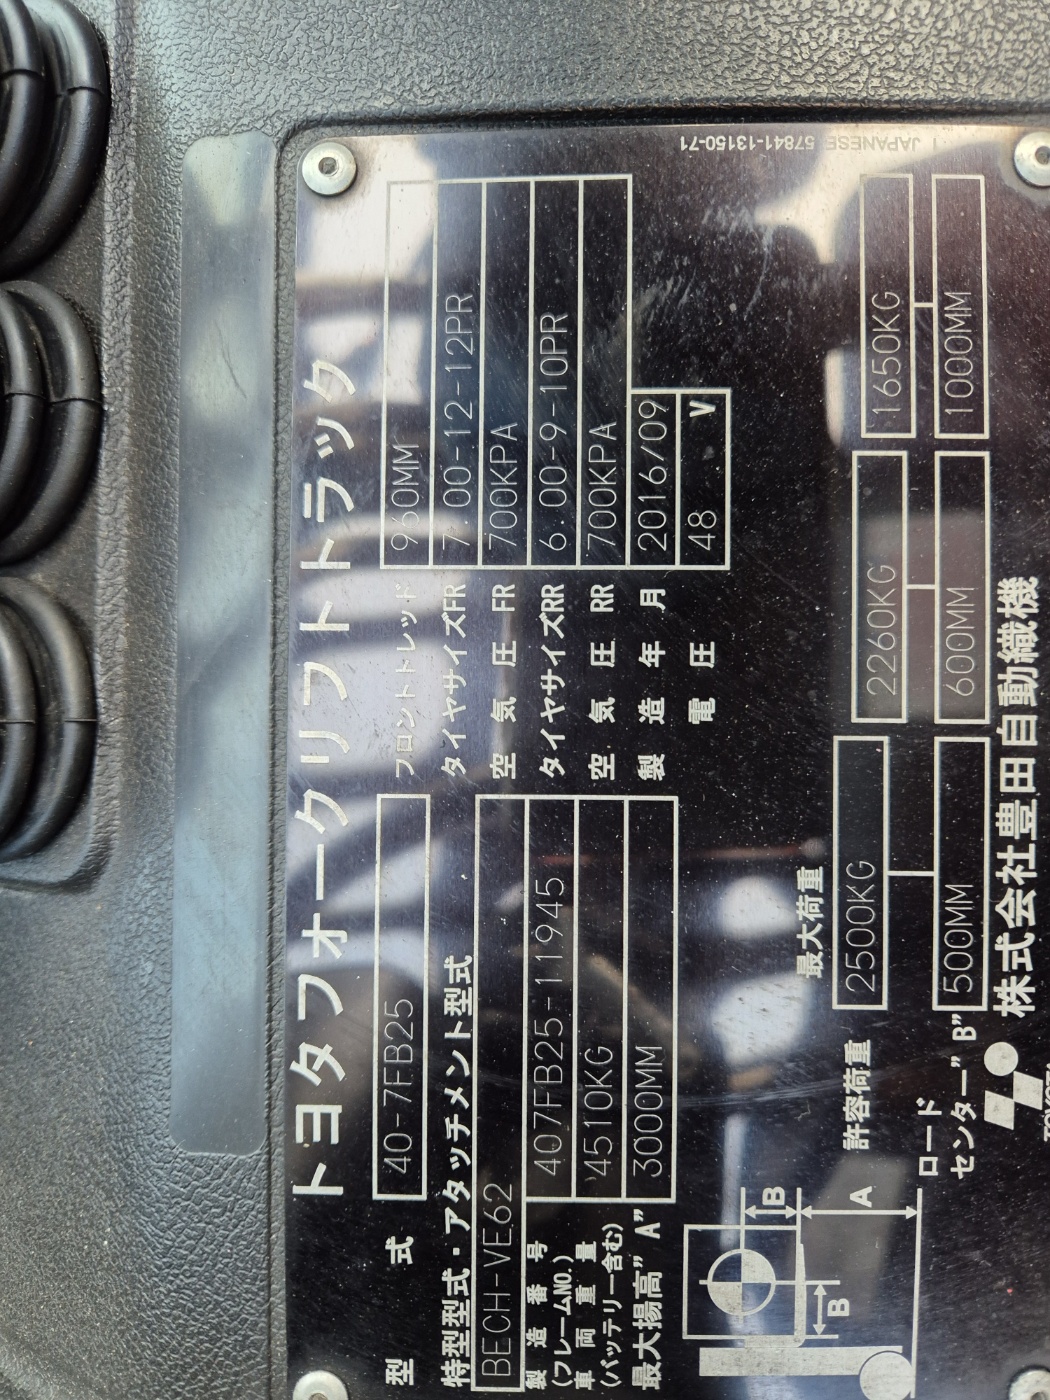 トヨタフォークリフトトラック
型式 40-7FB25
特型型式・アタッチメント型式
BECH-VE62
製造番号 (フレームNO.) 407FB25-11945
車両重量 (バッテリー含む) 4510KG
最大揚高"A" 3000MM
フロントトレッド 960MM
タイヤサイズFR 7.00-12-12PR
空気圧 FR 700KPA
タイヤサイズRR 6.00-9-10PR
空気圧 RR 700KPA
製造年月 2016/09
電圧 48 V
最大荷重
許容荷重 2500KG 2260KG 1650KG
ロードセンター"B" 500MM 600MM 1000MM
B
A
B
株式会社豊田自動織機
1 JAPANESE 57841-13150-71